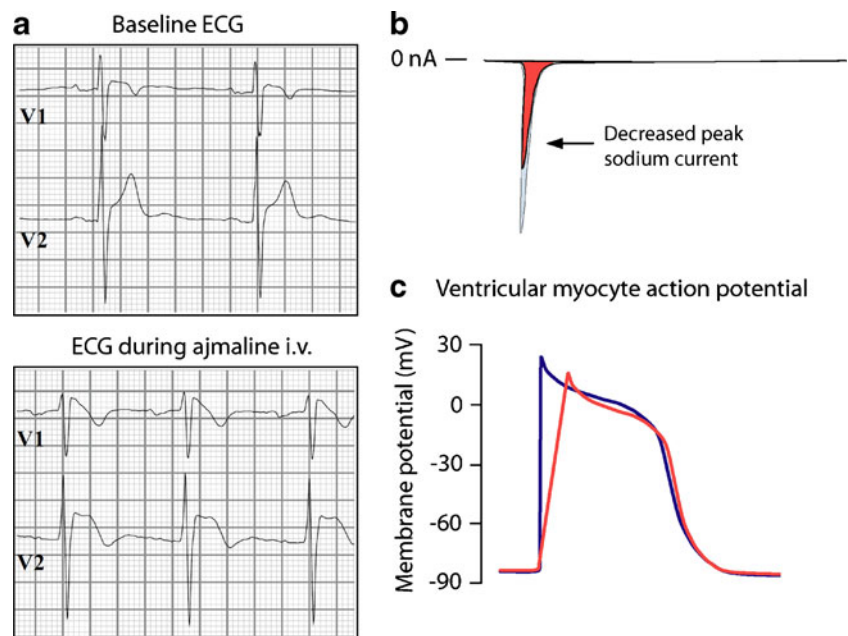 a
Baseline ECG
V1
V2
ECG during ajmaline i.v.
V1
V2
b
0 nA
Decreased peak
sodium current
c Ventricular myocyte action potential
Membrane potential (mV)
30
0
-30
-60
-90